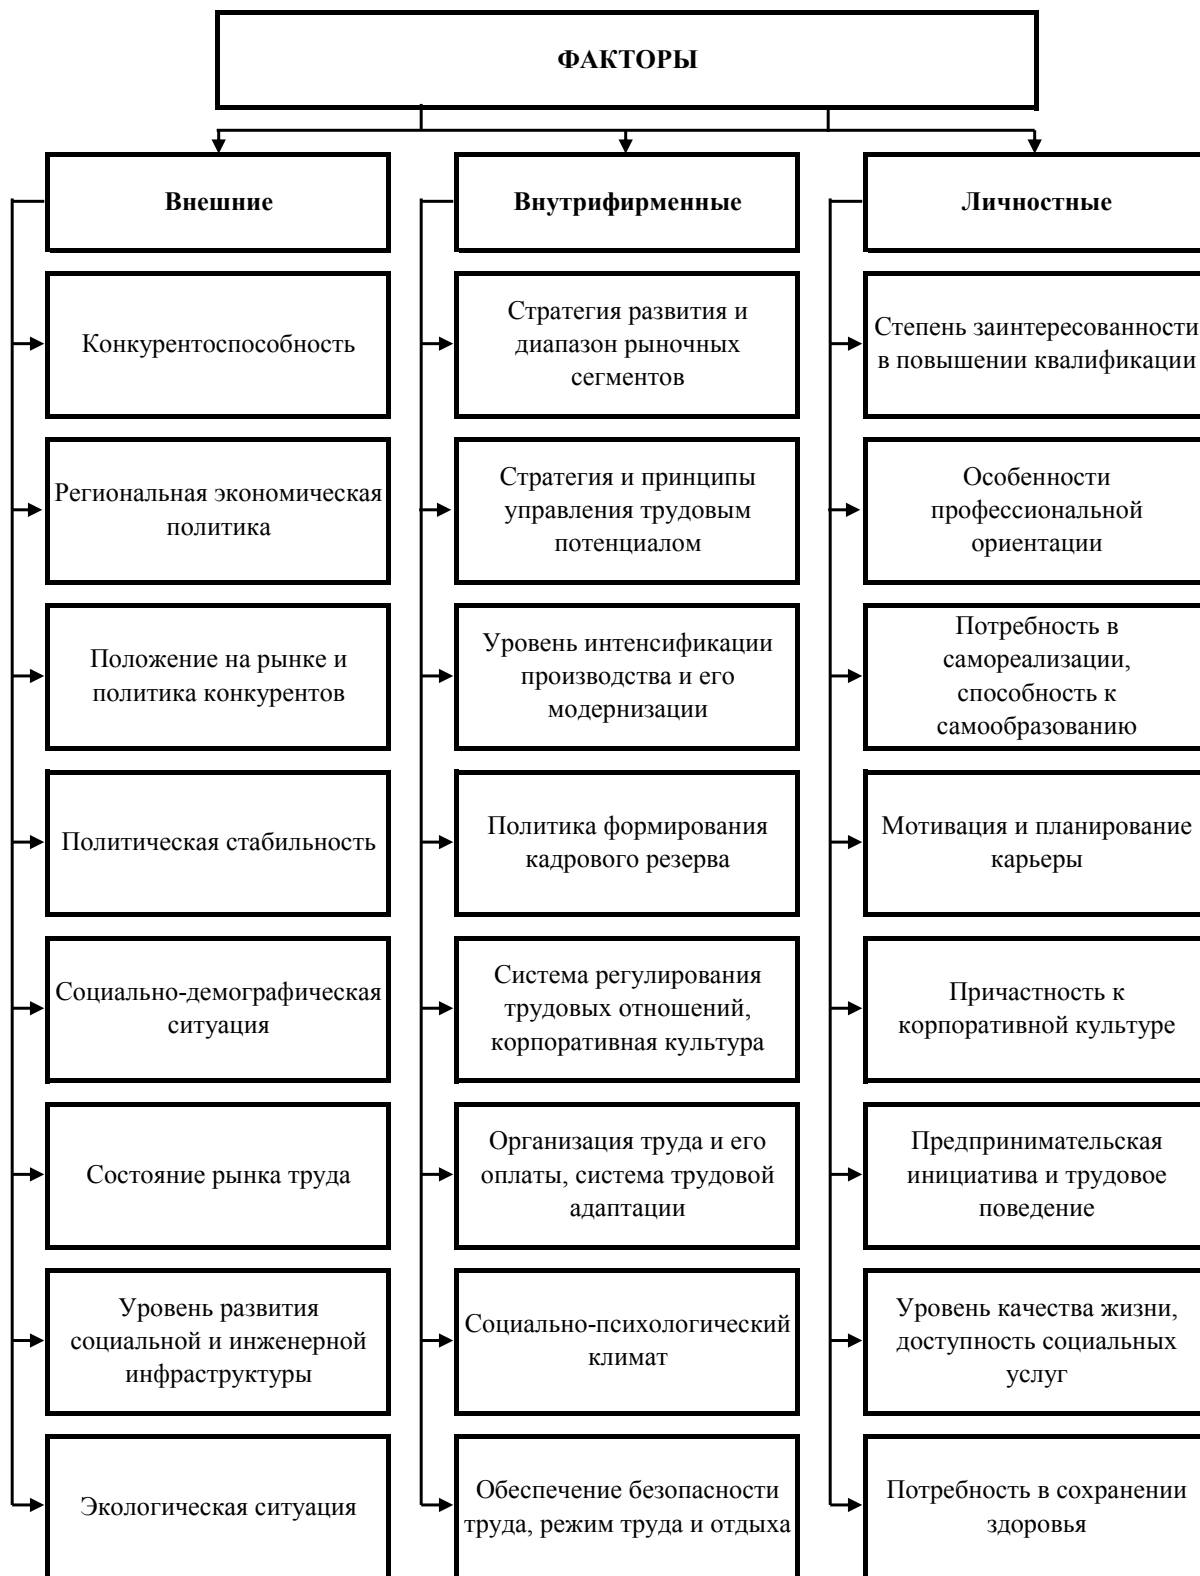 ФАКТОРЫ
Внешние
Внутрифирменные
Личностные
Конкурентоспособность
Стратегия развития и
диапазон рыночных
сегментов
Степень заинтересованности
в повышении квалификации
Региональная экономическая
политика
Стратегия и принципы
управления трудовым
потенциалом
Особенности
профессиональной
ориентации
Положение на рынке и
политика конкурентов
Уровень интенсификации
производства и его
модернизации
Потребность в
самореализации,
способность к
самообразованию
Политическая стабильность
Политика формирования
кадрового резерва
Мотивация и планирование
карьеры
Социально-демографическая
ситуация
Система регулирования
трудовых отношений,
корпоративная культура
Причастность к
корпоративной культуре
Состояние рынка труда
Организация труда и его
оплаты, система трудовой
адаптации
Предпринимательская
инициатива и трудовое
поведение
Уровень развития
социальной и инженерной
инфраструктуры
Социально-психологический
климат
Уровень качества жизни,
доступность социальных
услуг
Экологическая ситуация
Обеспечение безопасности
труда, режим труда и отдыха
Потребность в сохранении
здоровья